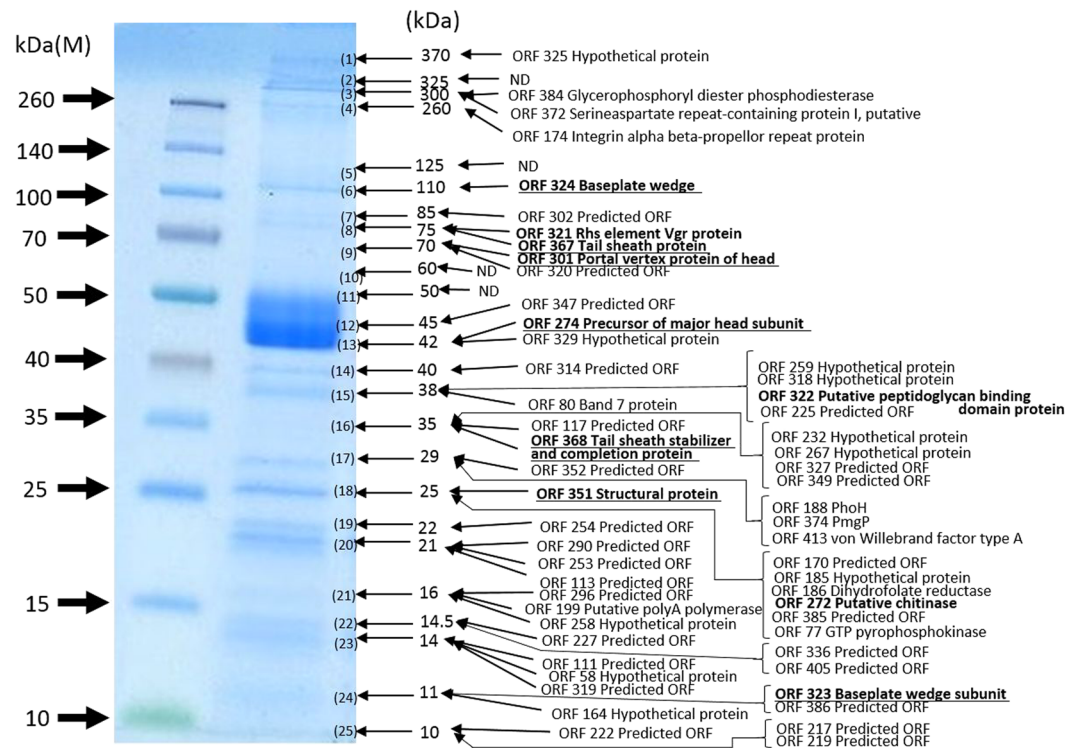 (kDa)
kDa(M)
260
140
100
70
50
40
35
25
15
10
(1) 370 ORF 325 Hypothetical protein
(2) 325 ND
(3) 300 ORF 384 Glycerophosphoryl diester phosphodiesterase
ORF 372 Serineaspartate repeat-containing protein I, putative
(4) 260 ORF 174 Integrin alpha beta-propellor repeat protein
(5) 125 ND
(6) 110 ORF 324 Baseplate wedge
(7) 85 ORF 302 Predicted ORF
(8) 75 ORF 321 Rhs element Vgr protein
ORF 367 Tail sheath protein
(9) 70 ORF 301 Portal vertex protein of head
ORF 320 Predicted ORF
(10) 60 ND
(11) 50 ND
(12) 45 ORF 347 Predicted ORF
(13) 42 ORF 274 Precursor of major head subunit
ORF 329 Hypothetical protein
(14) 40 ORF 314 Predicted ORF
(15) 38 ORF 80 Band 7 protein
ORF 259 Hypothetical protein
ORF 318 Hypothetical protein
ORF 322 Putative peptidoglycan binding
domain protein
ORF 225 Predicted ORF
(16) 35 ORF 117 Predicted ORF
ORF 368 Tail sheath stabilizer
and completion protein
ORF 232 Hypothetical protein
ORF 267 Hypothetical protein
ORF 327 Predicted ORF
ORF 349 Predicted ORF
(17) 29 ORF 352 Predicted ORF
ORF 188 PhoH
ORF 374 PmgP
ORF 413 von Willebrand factor type A
(18) 25 ORF 351 Structural protein
ORF 170 Predicted ORF
ORF 185 Hypothetical protein
ORF 186 Dihydrofolate reductase
ORF 272 Putative chitinase
ORF 385 Predicted ORF
ORF 77 GTP pyrophosphokinase
(19) 22 ORF 254 Predicted ORF
(20) 21 ORF 290 Predicted ORF
ORF 253 Predicted ORF
ORF 113 Predicted ORF
(21) 16 ORF 296 Predicted ORF
ORF 199 Putative polyA polymerase
ORF 258 Hypothetical protein
(22) 14.5 ORF 227 Predicted ORF
ORF 336 Predicted ORF
ORF 405 Predicted ORF
(23) 14 ORF 111 Predicted ORF
ORF 58 Hypothetical protein
ORF 319 Predicted ORF
(24) 11 ORF 164 Hypothetical protein
ORF 323 Baseplate wedge subunit
ORF 386 Predicted ORF
(25) 10 ORF 222 Predicted ORF
ORF 217 Predicted ORF
ORF 219 Predicted ORF